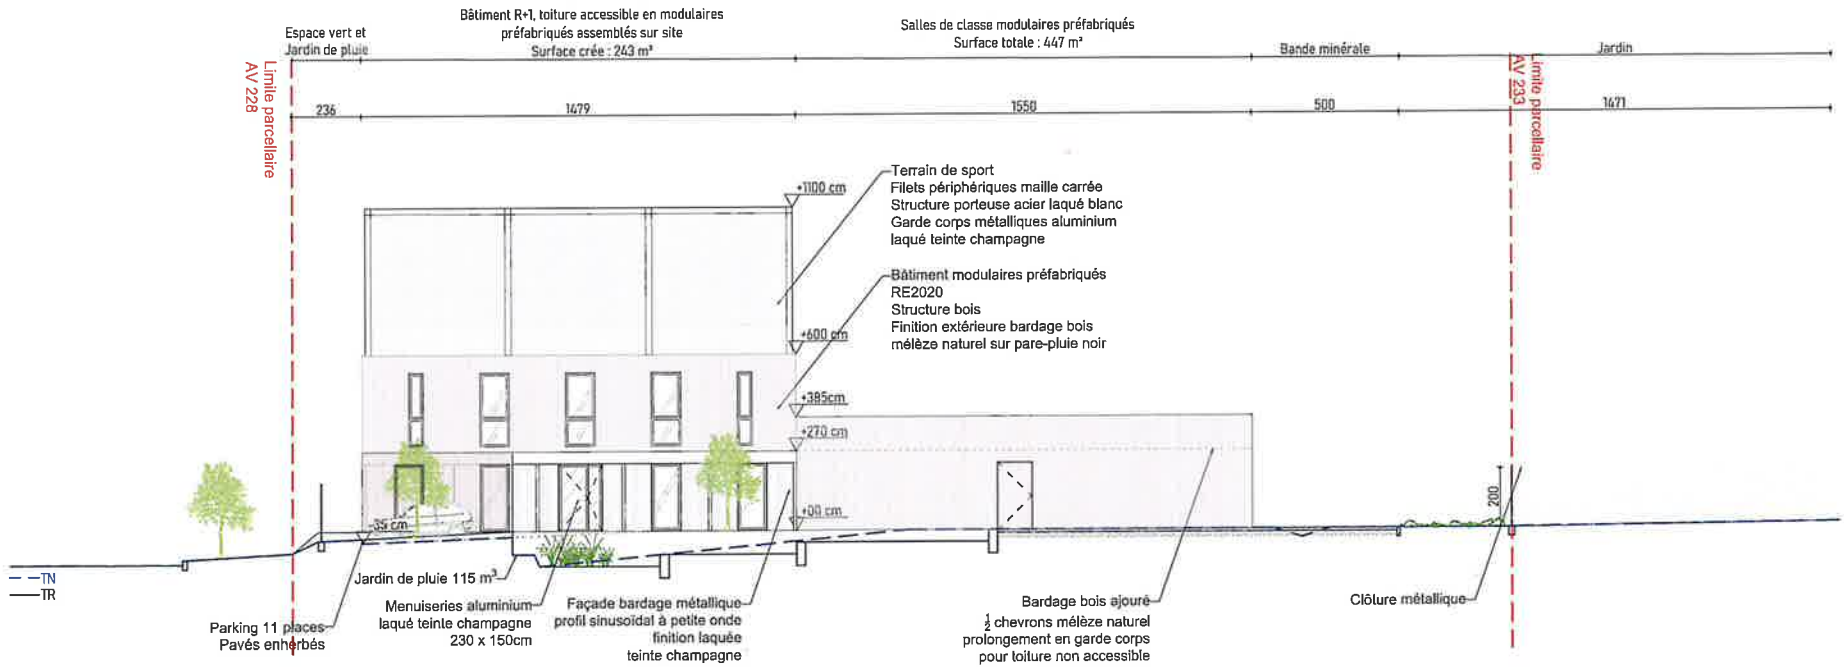 Espace vert et
Jardin de pluie
Bâtiment R+1, toiture accessible en modulaires
préfabriqués assemblés sur site
Surface crée : 243 m²
Salles de classe modulaires préfabriqués
Surface totale : 447 m²
Bande minérale
Jardin
Limite parcellaire
AV 228
Limite parcellaire
AV 233
236
1479
1550
500
1471
+1100 cm
Terrain de sport
Filets périphériques maille carrée
Structure porteuse acier laqué blanc
Garde corps métalliques aluminium
laqué teinte champagne
Bâtiment modulaires préfabriqués
RE2020
Structure bois
Finition extérieure bardage bois
mélèze naturel sur pare-pluie noir
+600 cm
+385cm
+270 cm
+00 cm
-35 cm
200
TN
TR
Jardin de pluie 115 m³
Parking 11 places
Pavés enherbés
Menuiseries aluminium
laqué teinte champagne
230 x 150cm
Façade bardage métallique
profil sinusoïdal à petite onde
finition laquée
teinte champagne
Bardage bois ajouré
½ chevrons mélèze naturel
prolongement en garde corps
pour toiture non accessible
Clôture métallique